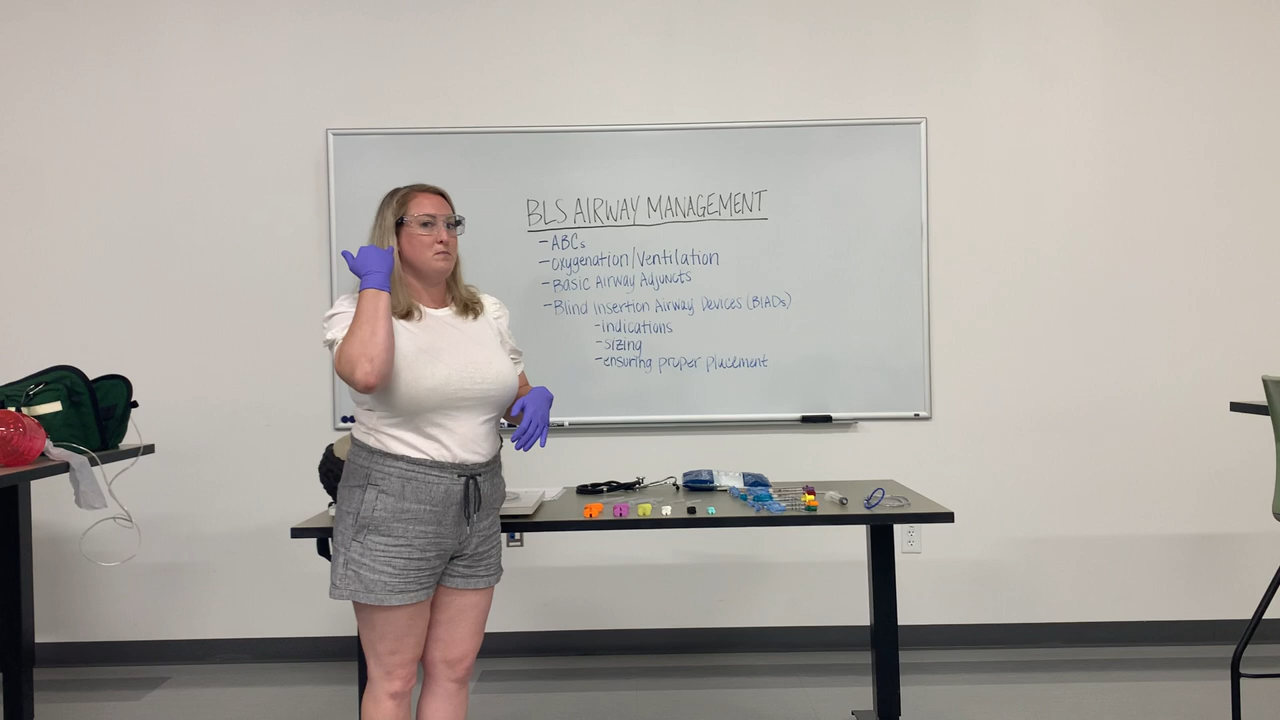 BLS AIRWAY MANAGEMENT
- ABCs
- Oxygenation/Ventilation
- Basic Airway Adjuncts
- Blind Insertion Airway Devices (BIADs)
- indications
- sizing
- ensuring proper placement